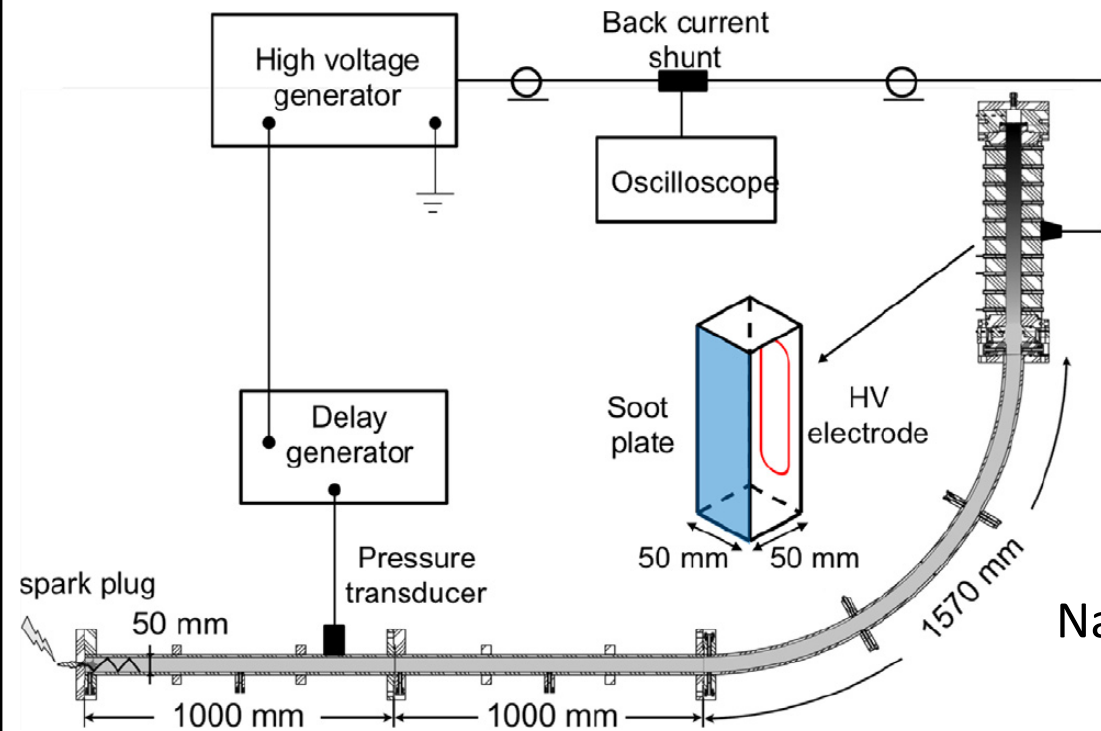 Back current
shunt
High voltage
generator
Oscilloscope
Delay
generator
Soot
plate
HV
electrode
50 mm
50 mm
Pressure
transducer
spark plug
50 mm
1570 mm
1000 mm
1000 mm